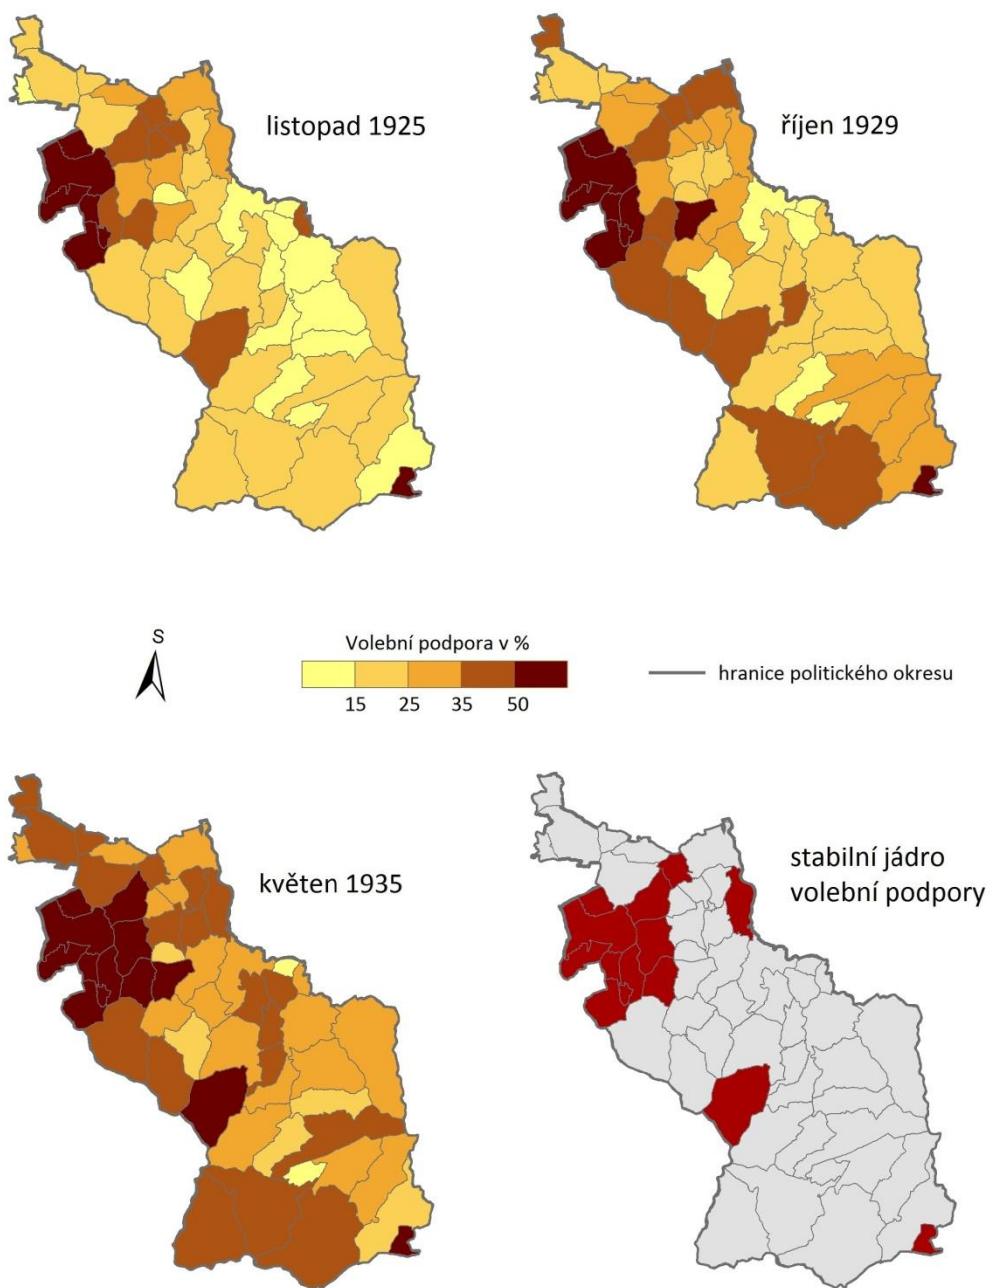 listopad 1925
říjen 1929
S
Volební podpora v %
15 25 35 50
hranice politického okresu
květen 1935
stabilní jádro
volební podpory